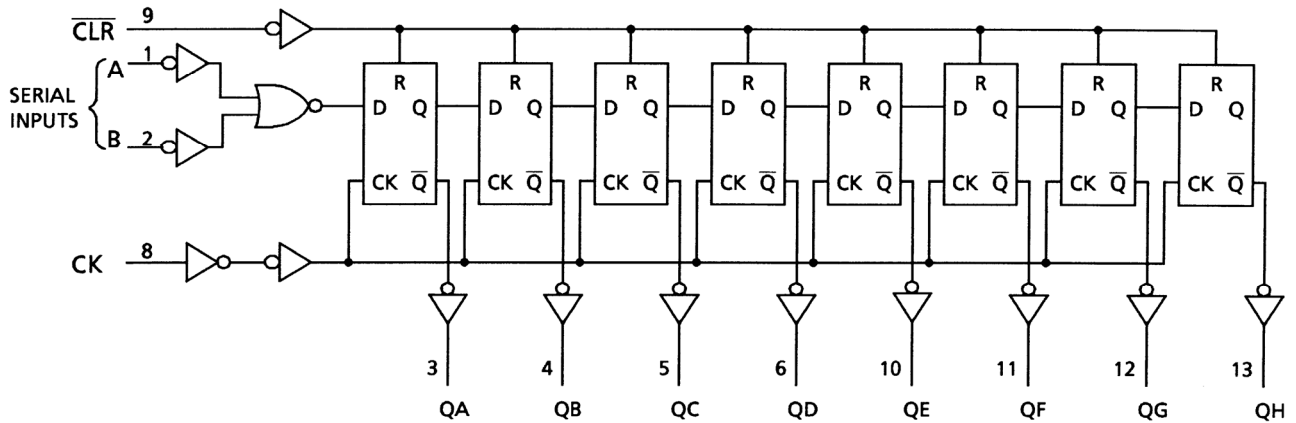 C̅L̅R̅ 9
A 1
SERIAL INPUTS
B 2
R R R R R R R R
D Q D Q D Q D Q D Q D Q D Q D Q
CK Q̅ CK Q̅ CK Q̅ CK Q̅ CK Q̅ CK Q̅ CK Q̅ CK Q̅
CK 8
3 4 5 6 10 11 12 13
QA QB QC QD QE QF QG QH